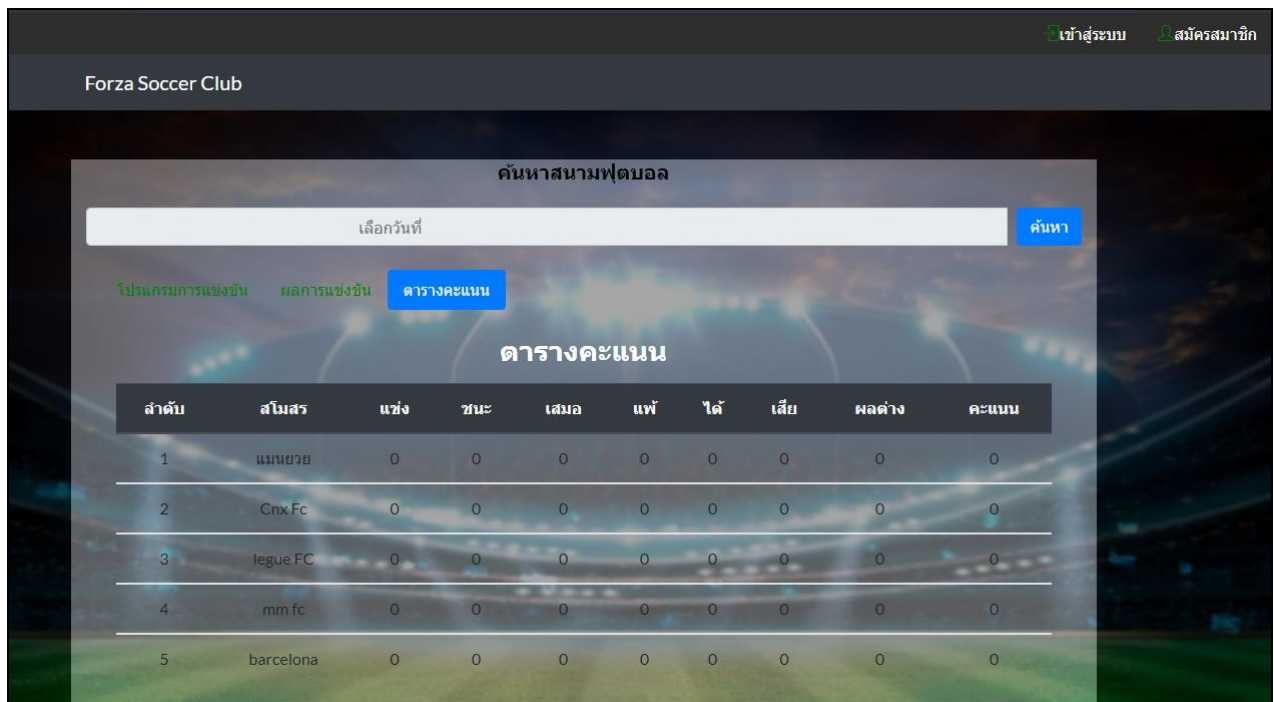 เข้าสู่ระบบ สมัครสมาชิก
Forza Soccer Club
ค้นหาสนามฟุตบอล
เลือกวันที่ ค้นหา
โปรแกรมการแข่งขัน ผลการแข่งขัน ตารางคะแนน
ตารางคะแนน
ลำดับ สโมสร แข่ง ชนะ เสมอ แพ้ ได้ เสีย ผลต่าง คะแนน
1 แมนยวย 0 0 0 0 0 0 0 0
2 Cnx Fc 0 0 0 0 0 0 0 0
3 legue FC 0 0 0 0 0 0 0 0
4 mm fc 0 0 0 0 0 0 0 0
5 barcelona 0 0 0 0 0 0 0 0